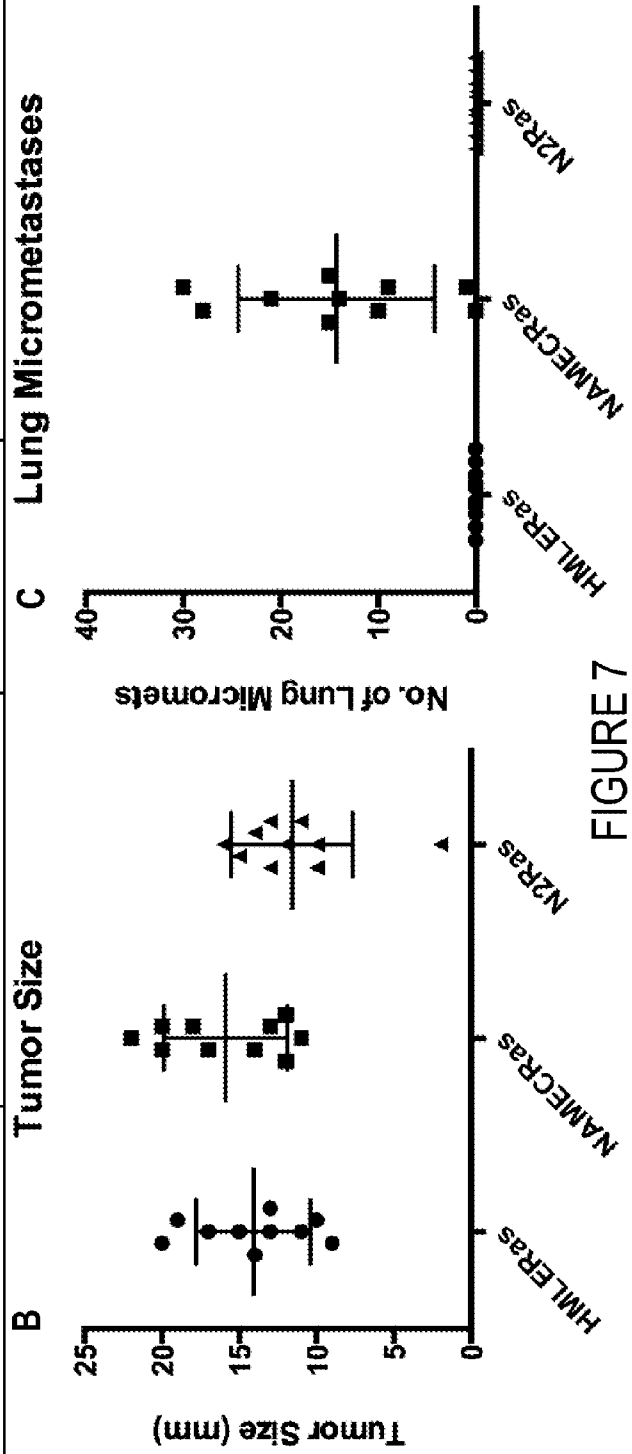 B
Tumor Size
Tumor Size (mm)
25
20
15
10
5
0
HMLERas
NAMECRas
N2Ras
C
Lung Micrometastases
No. of Lung Micromets
40
30
20
10
0
HMLERas
NAMECRas
N2Ras
FIGURE 7